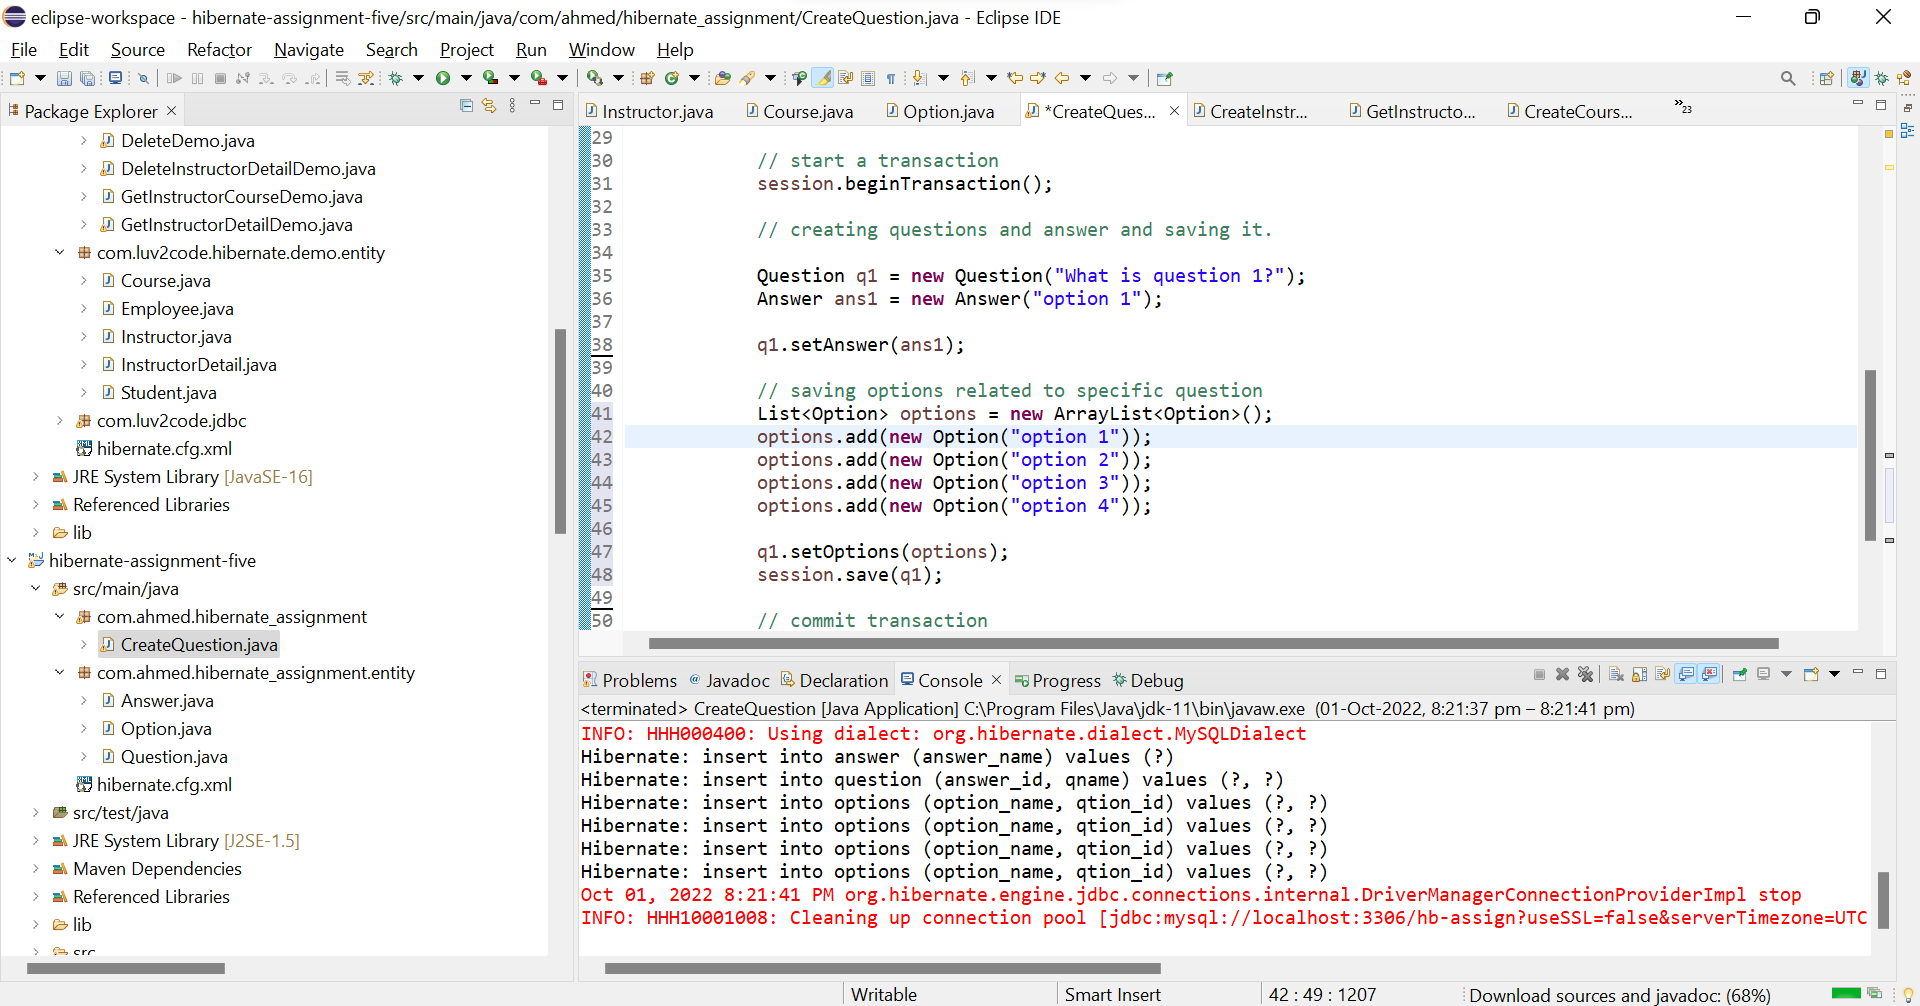 eclipse-workspace - hibernate-assignment-five/src/main/java/com/ahmed/hibernate_assignment/CreateQuestion.java - Eclipse IDE
File Edit Source Refactor Navigate Search Project Run Window Help
Package Explorer
DeleteDemo.java
DeleteInstructorDetailDemo.java
GetInstructorCourseDemo.java
GetInstructorDetailDemo.java
com.luv2code.hibernate.demo.entity
Course.java
Employee.java
Instructor.java
InstructorDetail.java
Student.java
com.luv2code.jdbc
hibernate.cfg.xml
JRE System Library [JavaSE-16]
Referenced Libraries
lib
hibernate-assignment-five
src/main/java
com.ahmed.hibernate_assignment
CreateQuestion.java
com.ahmed.hibernate_assignment.entity
Answer.java
Option.java
Question.java
hibernate.cfg.xml
src/test/java
JRE System Library [J2SE-1.5]
Maven Dependencies
Referenced Libraries
lib
src
Instructor.java Course.java Option.java *CreateQues... CreateInstr... GetInstructo... CreateCours... »23
29
30 // start a transaction
31 session.beginTransaction();
32
33 // creating questions and answer and saving it.
34
35 Question q1 = new Question("What is question 1?");
36 Answer ans1 = new Answer("option 1");
37
38 q1.setAnswer(ans1);
39
40 // saving options related to specific question
41 List<Option> options = new ArrayList<Option>();
42 options.add(new Option("option 1"));
43 options.add(new Option("option 2"));
44 options.add(new Option("option 3"));
45 options.add(new Option("option 4"));
46
47 q1.setOptions(options);
48 session.save(q1);
49
50 // commit transaction
Problems @ Javadoc Declaration Console Progress Debug
<terminated> CreateQuestion [Java Application] C:\Program Files\Java\jdk-11\bin\javaw.exe (01-Oct-2022, 8:21:37 pm – 8:21:41 pm)
INFO: HHH000400: Using dialect: org.hibernate.dialect.MySQLDialect
Hibernate: insert into answer (answer_name) values (?)
Hibernate: insert into question (answer_id, qname) values (?, ?)
Hibernate: insert into options (option_name, qtion_id) values (?, ?)
Hibernate: insert into options (option_name, qtion_id) values (?, ?)
Hibernate: insert into options (option_name, qtion_id) values (?, ?)
Hibernate: insert into options (option_name, qtion_id) values (?, ?)
Oct 01, 2022 8:21:41 PM org.hibernate.engine.jdbc.connections.internal.DriverManagerConnectionProviderImpl stop
INFO: HHH10001008: Cleaning up connection pool [jdbc:mysql://localhost:3306/hb-assign?useSSL=false&serverTimezone=UTC
Writable Smart Insert 42 : 49 : 1207 Download sources and javadoc: (68%)